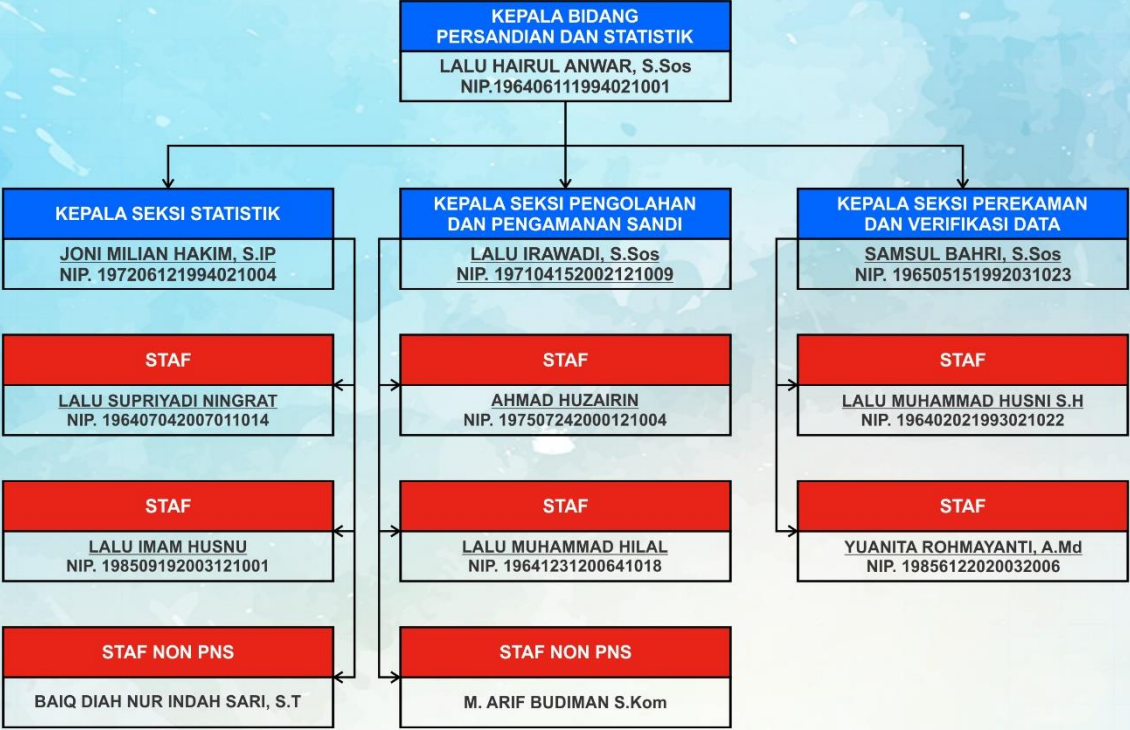 KEPALA BIDANG
PERSANDIAN DAN STATISTIK
LALU HAIRUL ANWAR, S.Sos
NIP.196406111994021001
KEPALA SEKSI STATISTIK
JONI MILIAN HAKIM, S.IP
NIP. 197206121994021004
KEPALA SEKSI PENGOLAHAN
DAN PENGAMANAN SANDI
LALU IRAWADI, S.Sos
NIP. 197104152002121009
KEPALA SEKSI PEREKAMAN
DAN VERIFIKASI DATA
SAMSUL BAHRI, S.Sos
NIP. 196505151992031023
STAF
LALU SUPRIYADI NINGRAT
NIP. 196407042007011014
STAF
AHMAD HUZAIRIN
NIP. 197507242000121004
STAF
LALU MUHAMMAD HUSNI S.H
NIP. 196402021993021022
STAF
LALU IMAM HUSNU
NIP. 198509192003121001
STAF
LALU MUHAMMAD HILAL
NIP. 19641231200641018
STAF
YUANITA ROHMAYANTI, A.Md
NIP. 19856122020032006
STAF NON PNS
BAIQ DIAH NUR INDAH SARI, S.T
STAF NON PNS
M. ARIF BUDIMAN S.Kom